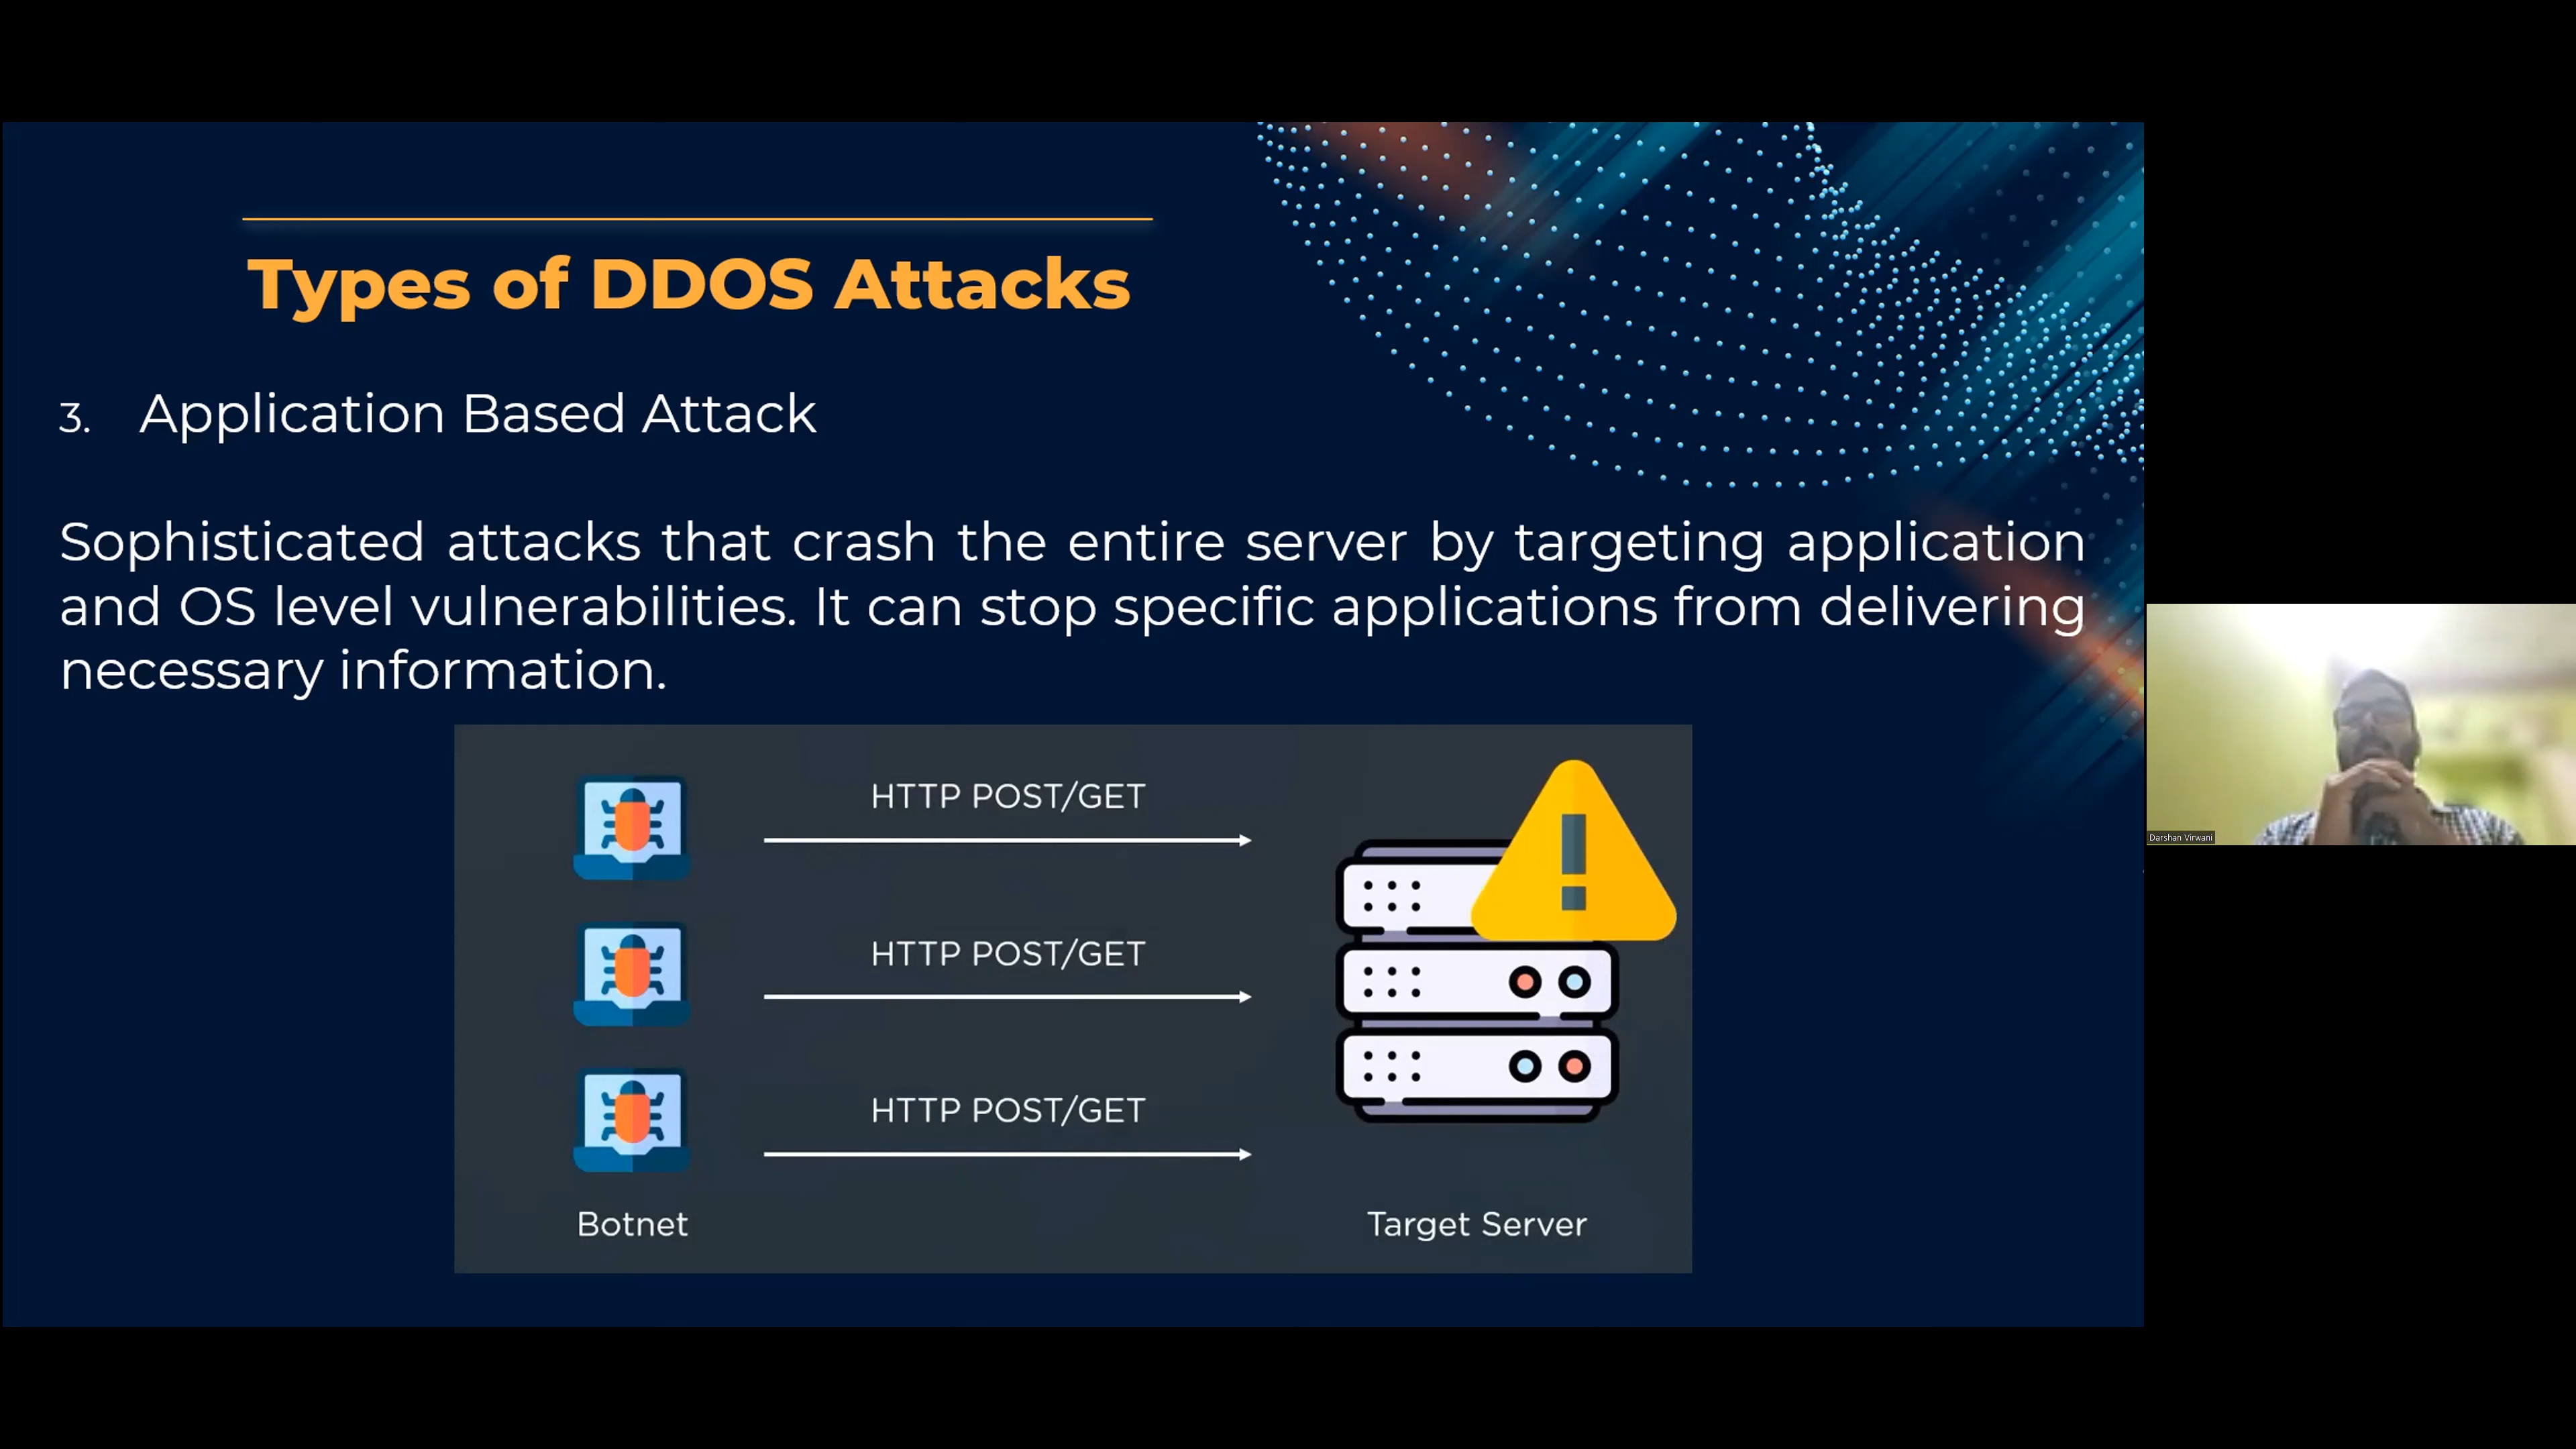 Types of DDOS Attacks
3. Application Based Attack
Sophisticated attacks that crash the entire server by targeting application
and OS level vulnerabilities. It can stop specific applications from delivering
necessary information.
HTTP POST/GET
HTTP POST/GET
HTTP POST/GET
Botnet
Target Server
Darshan Virwani